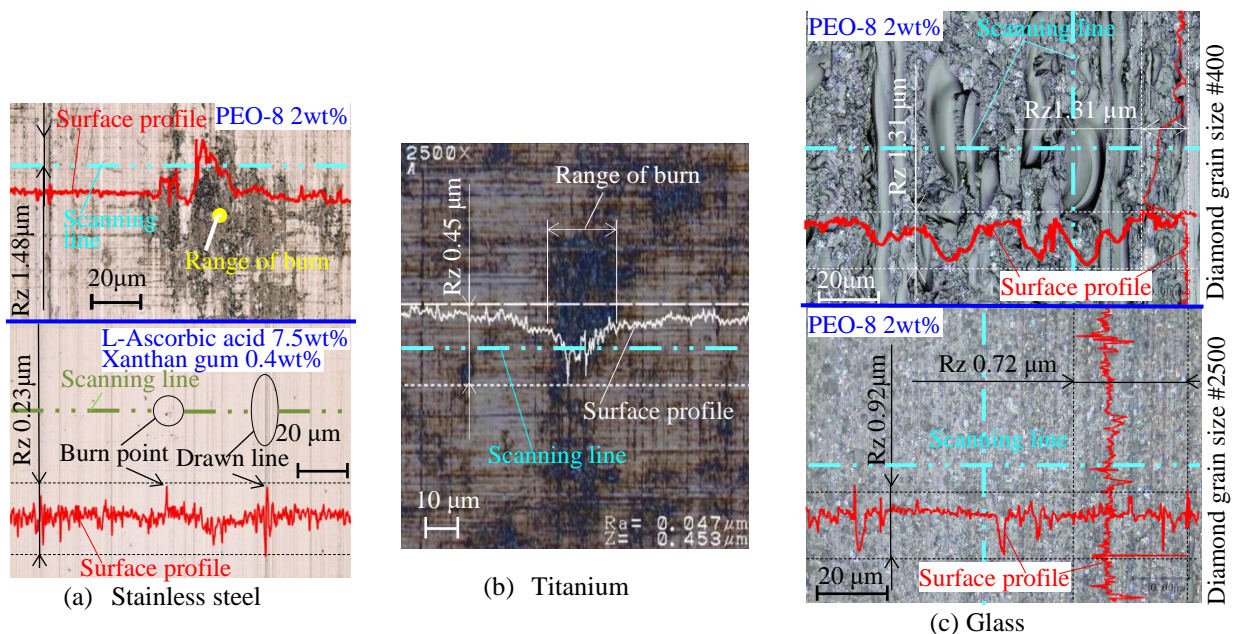 PEO-8 2wt%
Surface profile
Scanning
line
Range of burn
Rz 1.48μm
20μm
L-Ascorbic acid 7.5wt%
Xanthan gum 0.4wt%
Scanning line
Rz 0.23μm
20 μm
Burn point
Drawn line
Surface profile
(a) Stainless steel
2500X
A
Range of burn
Rz 0.45 μm
Surface profile
Scanning line
10 μm
Ra= 0.047μm
Z= 0.453μm
(b) Titanium
PEO-8 2wt%
Scanning line
Rz1.31 μm
Rz1.31 μm
20μm
Surface profile
Diamond grain size #400
PEO-8 2wt%
Rz 0.72 μm
Rz 0.92μm
Scanning line
20 μm
Surface profile
Diamond grain size #2500
(c) Glass